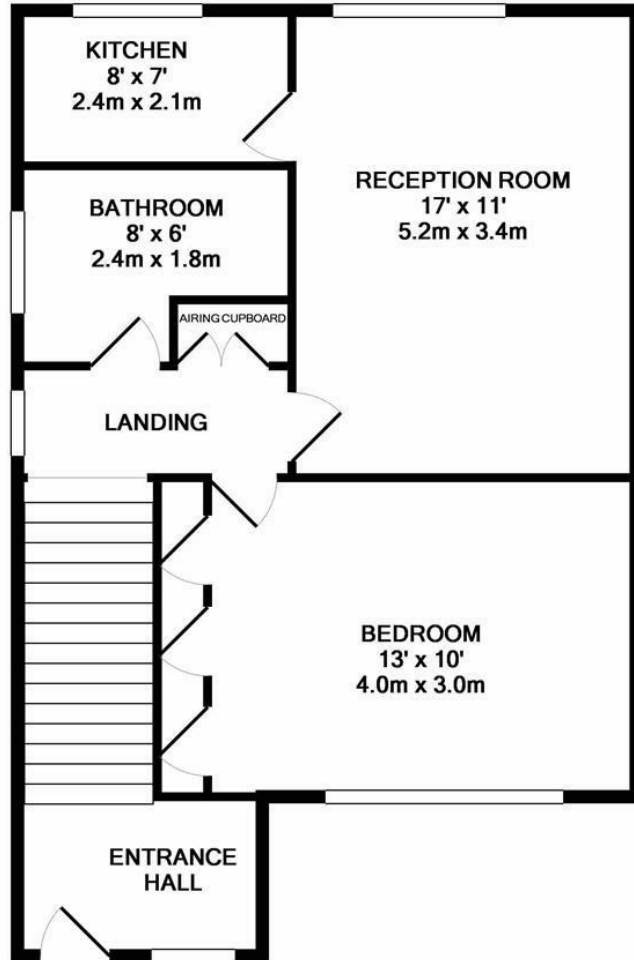 KITCHEN
8' x 7'
2.4m x 2.1m
RECEPTION ROOM
17' x 11'
5.2m x 3.4m
BATHROOM
8' x 6'
2.4m x 1.8m
AIRING CUPBOARD
LANDING
BEDROOM
13' x 10'
4.0m x 3.0m
ENTRANCE
HALL